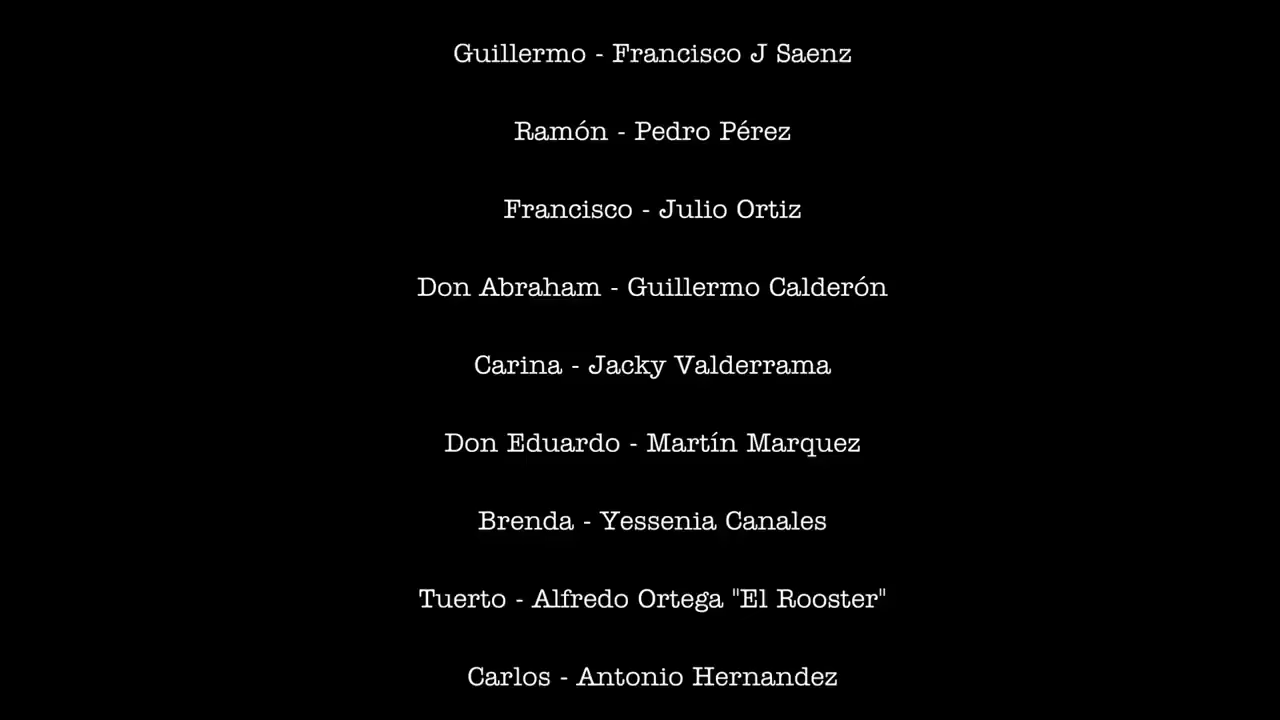 Guillermo - Francisco J Saenz
Ramón - Pedro Pérez
Francisco - Julio Ortiz
Don Abraham - Guillermo Calderón
Carina - Jacky Valderrama
Don Eduardo - Martín Marquez
Brenda - Yessenia Canales
Tuerto - Alfredo Ortega "El Rooster"
Carlos - Antonio Hernandez